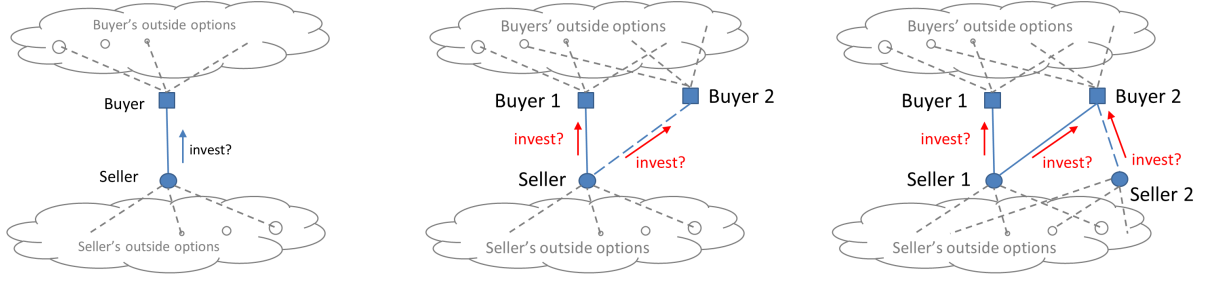 Buyer's outside options
Buyer
invest?
Seller
Seller's outside options
Buyers' outside options
Buyer 1
Buyer 2
invest?
invest?
Seller
Seller's outside options
Buyers' outside options
Buyer 1
Buyer 2
invest?
invest?
invest?
Seller 1
Seller 2
Seller's outside options